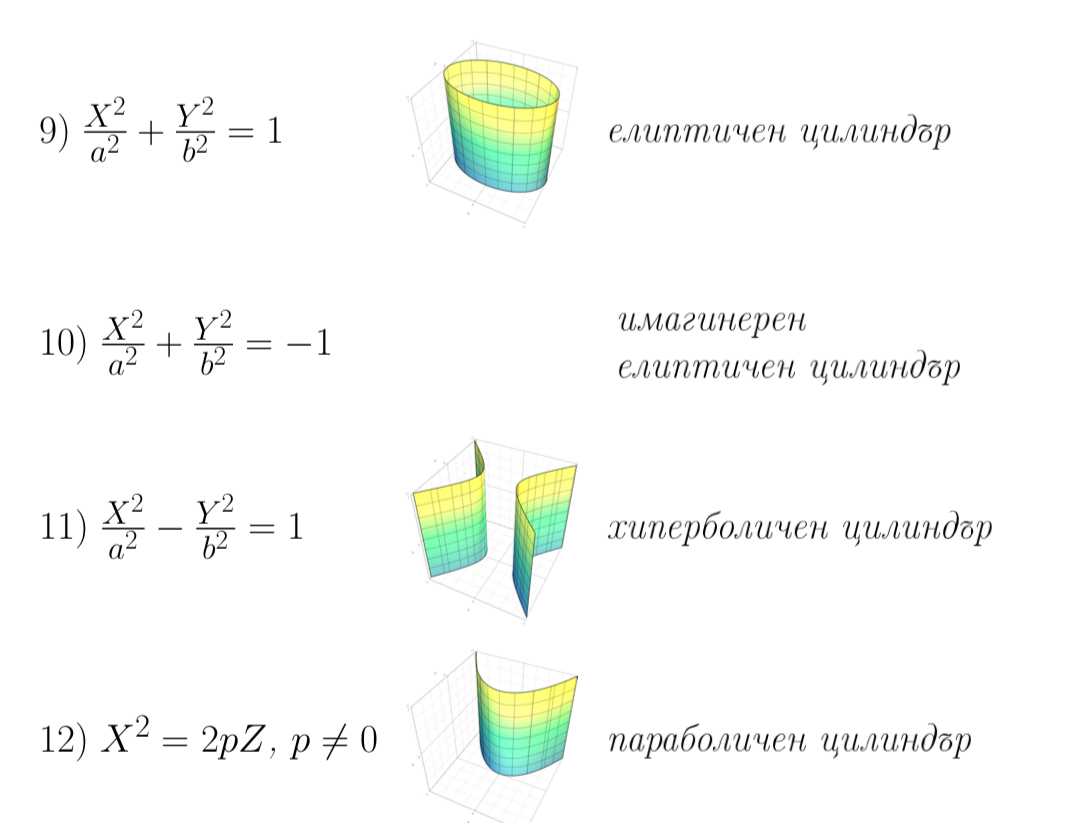 9) X²/a² + Y²/b² = 1 елиптичен цилиндър
10) X²/a² + Y²/b² = −1 имагинерен
елиптичен цилиндър
11) X²/a² − Y²/b² = 1 хиперболичен цилиндър
12) X² = 2pZ, p ≠ 0 параболичен цилиндър